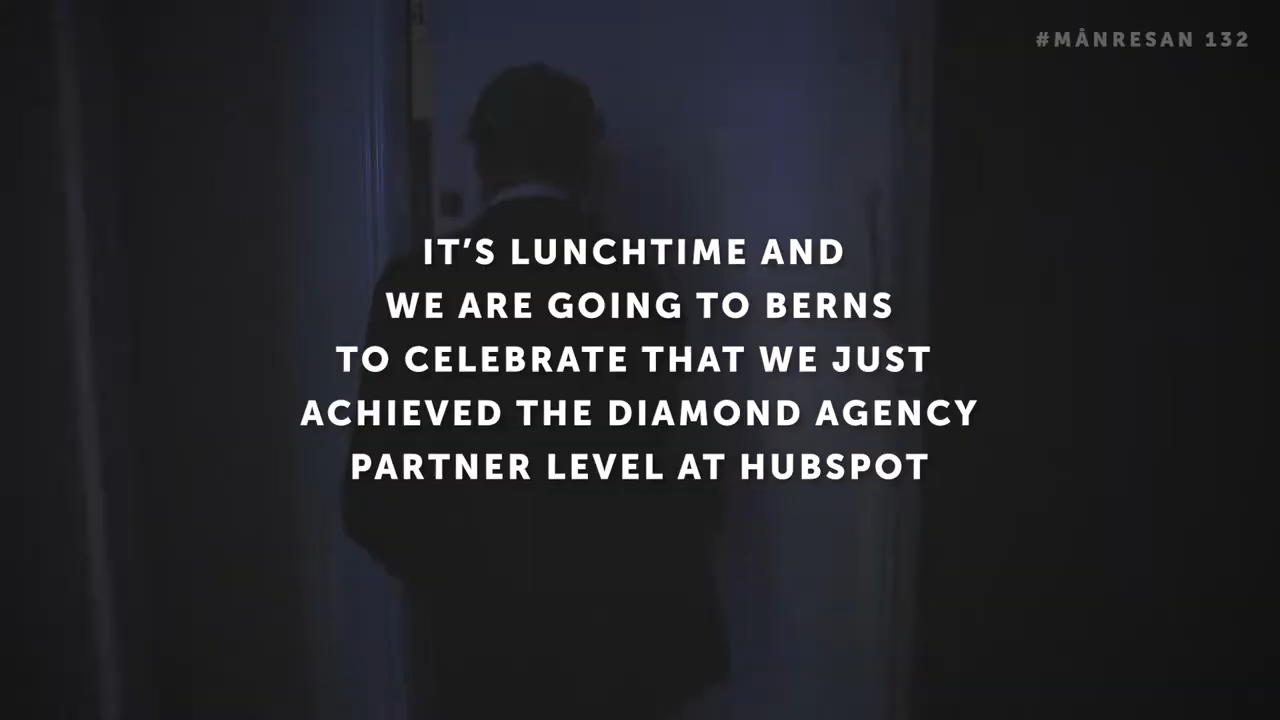 #MÅNRESAN 132
IT’S LUNCHTIME AND
WE ARE GOING TO BERNS
TO CELEBRATE THAT WE JUST
ACHIEVED THE DIAMOND AGENCY
PARTNER LEVEL AT HUBSPOT